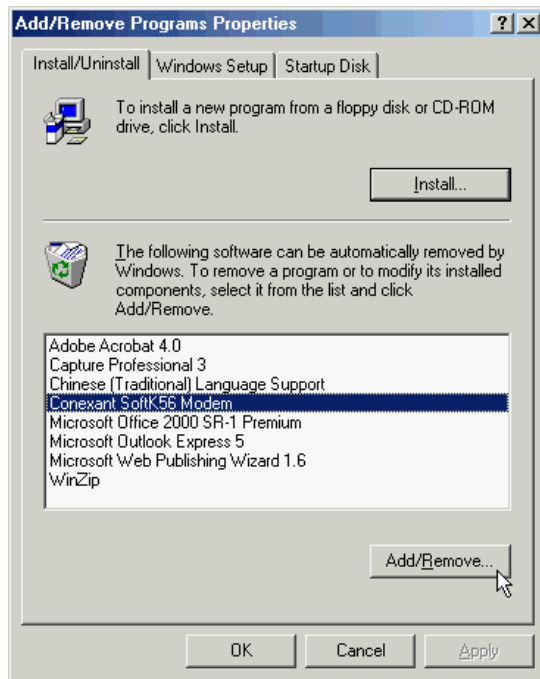 Add/Remove Programs Properties
Install/Uninstall
Windows Setup
Startup Disk
To install a new program from a floppy disk or CD-ROM
drive, click Install.
Install...
The following software can be automatically removed by
Windows. To remove a program or to modify its installed
components, select it from the list and click
Add/Remove.
Adobe Acrobat 4.0
Capture Professional 3
Chinese (Traditional) Language Support
Conexant SoftK56 Modem
Microsoft Office 2000 SR-1 Premium
Microsoft Outlook Express 5
Microsoft Web Publishing Wizard 1.6
WinZip
Add/Remove...
OK
Cancel
Apply